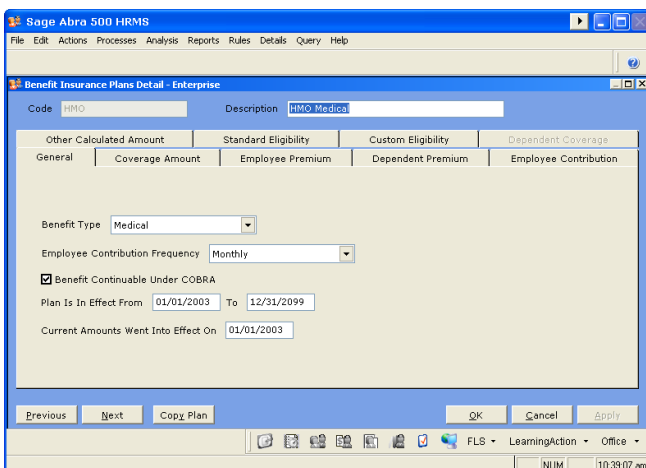 Sage Abra 500 HRMS
File Edit Actions Processes Analysis Reports Rules Details Query Help
Benefit Insurance Plans Detail - Enterprise
Code HMO Description HMO Medical
Other Calculated Amount Standard Eligibility Custom Eligibility Dependent Coverage
General Coverage Amount Employee Premium Dependent Premium Employee Contribution
Benefit Type Medical
Employee Contribution Frequency Monthly
Benefit Continuable Under COBRA
Plan Is In Effect From 01/01/2003 To 12/31/2099
Current Amounts Went Into Effect On 01/01/2003
Previous Next Copy Plan OK Cancel Apply
FLS LearningAction Office
NUM 10:39:07 am